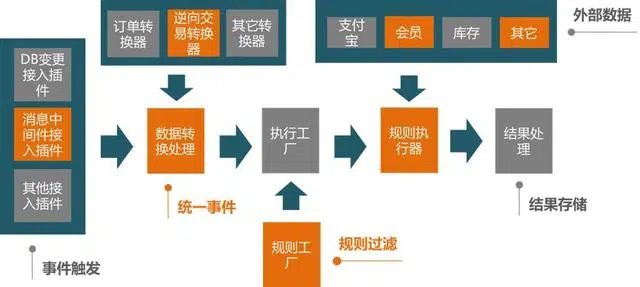 订单转
换器
逆向交
易转换
器
其它转
换器
支付
宝
会员
库存
其它
外部数据
DB变更
接入插
件
消息中
间件接
入插件
其他接
入插件
数据转
换处理
执行工
厂
规则执
行器
结果处
理
统一事件
结果存储
规则工
厂
规则过滤
事件触发